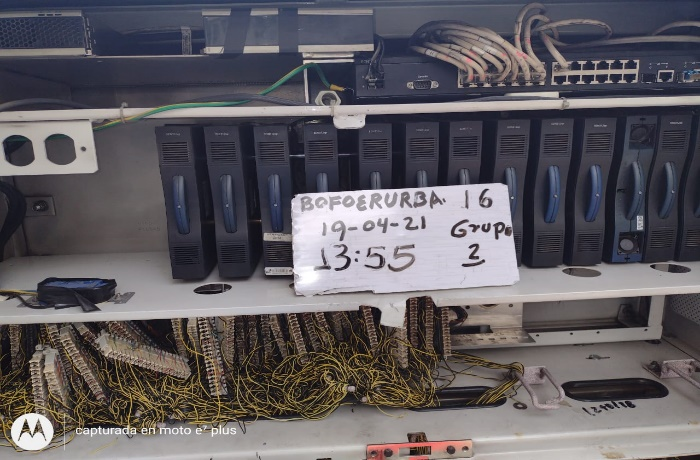 BOFOERURBA. 16
19-04-21 Grupo
13:55 2
capturada en moto e⁷ plus